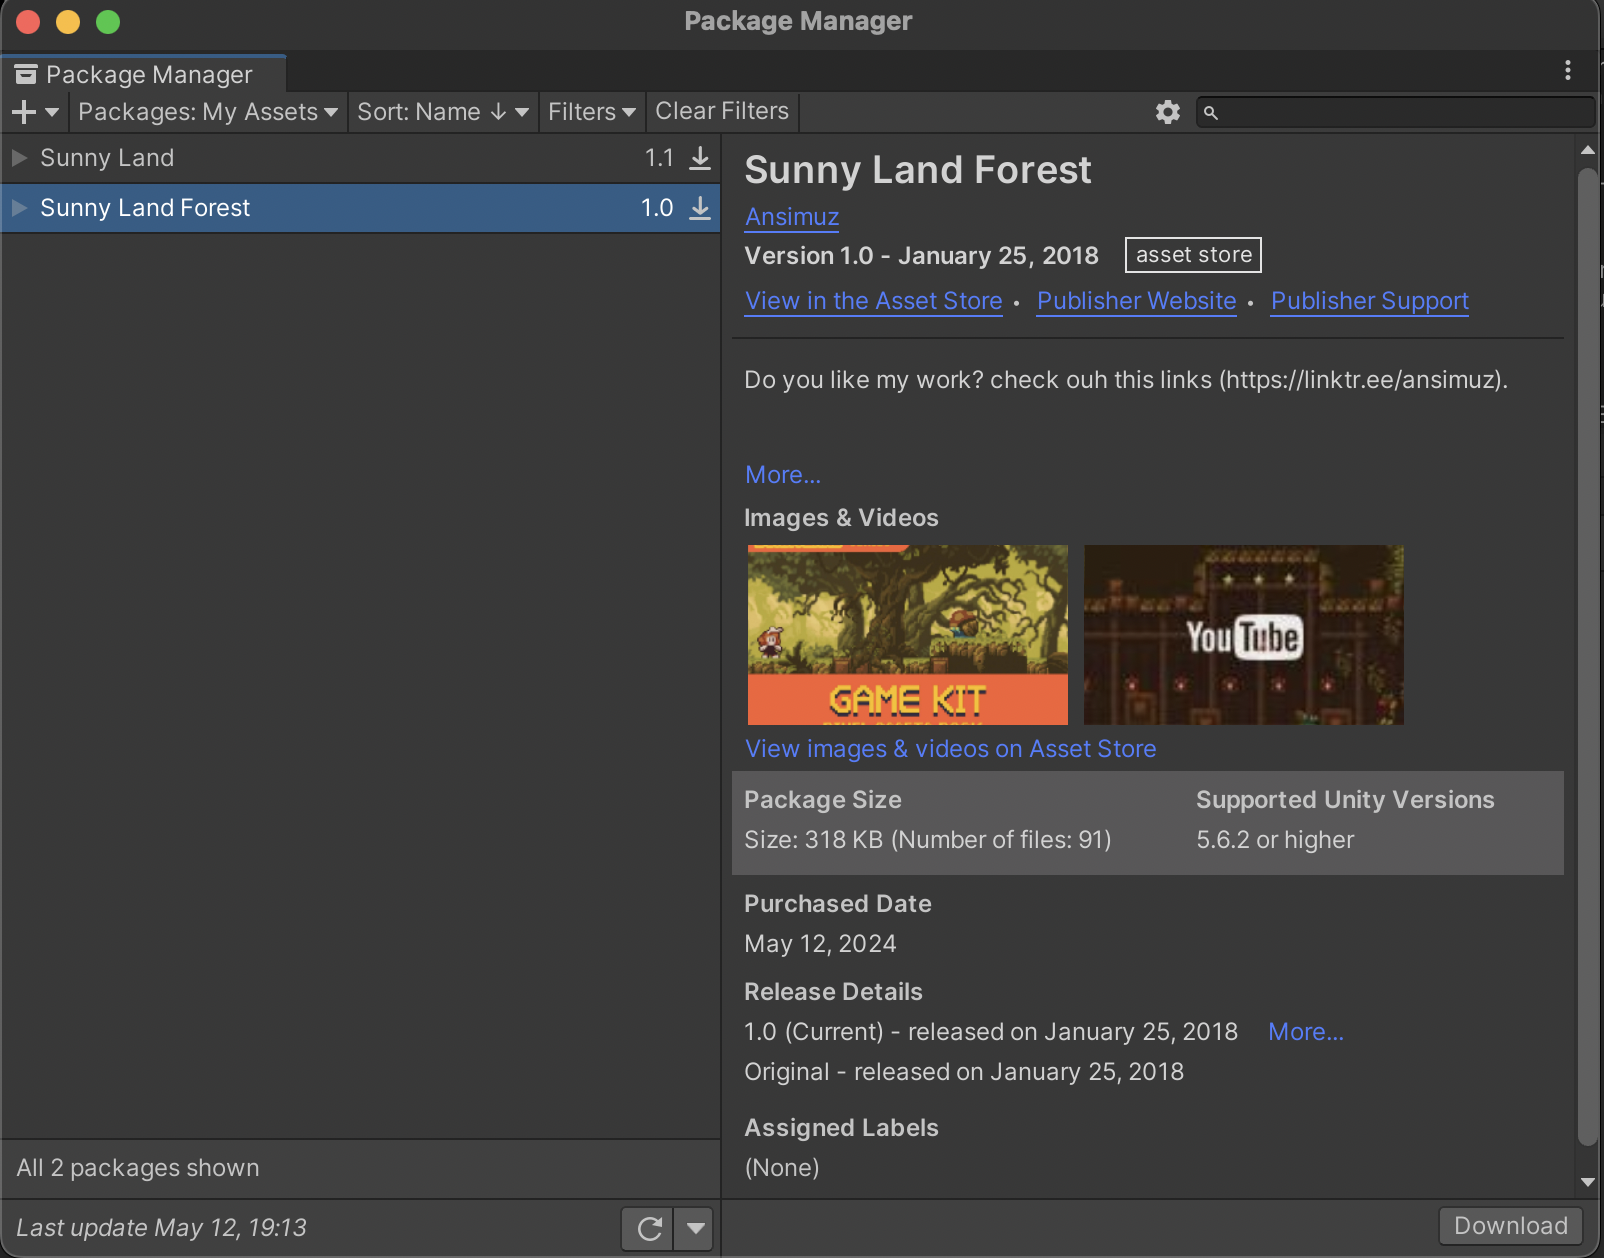 Package Manager
Package Manager
Packages: My Assets
Sort: Name ↓
Filters
Clear Filters
Sunny Land 1.1
Sunny Land Forest 1.0
All 2 packages shown
Last update May 12, 19:13
Sunny Land Forest
Ansimuz
Version 1.0 - January 25, 2018 asset store
View in the Asset Store • Publisher Website • Publisher Support
Do you like my work? check ouh this links (https://linktr.ee/ansimuz).
More...
Images & Videos
GAME KIT
YouTube
View images & videos on Asset Store
Package Size
Size: 318 KB (Number of files: 91)
Supported Unity Versions
5.6.2 or higher
Purchased Date
May 12, 2024
Release Details
1.0 (Current) - released on January 25, 2018 More...
Original - released on January 25, 2018
Assigned Labels
(None)
Download